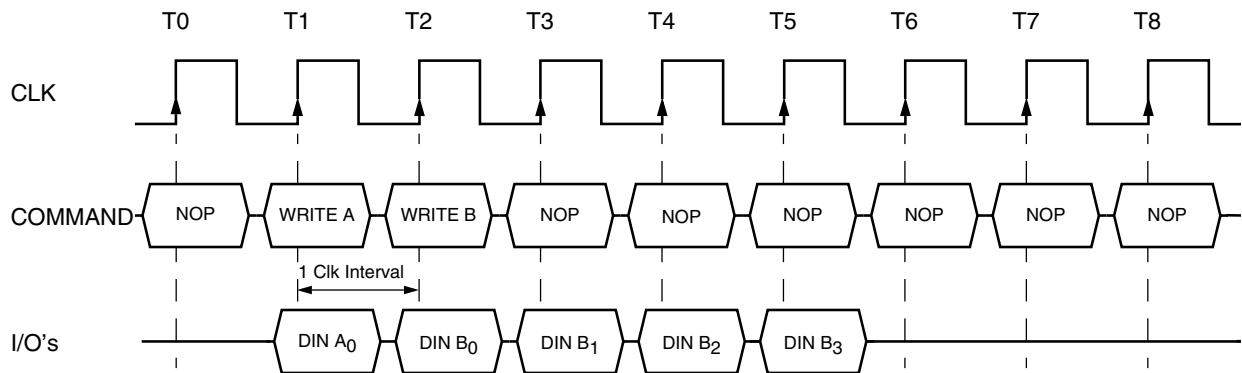 T0 T1 T2 T3 T4 T5 T6 T7 T8
CLK
COMMAND NOP WRITE A WRITE B NOP NOP NOP NOP NOP NOP
1 Clk Interval
I/O's DIN A0 DIN B0 DIN B1 DIN B2 DIN B3